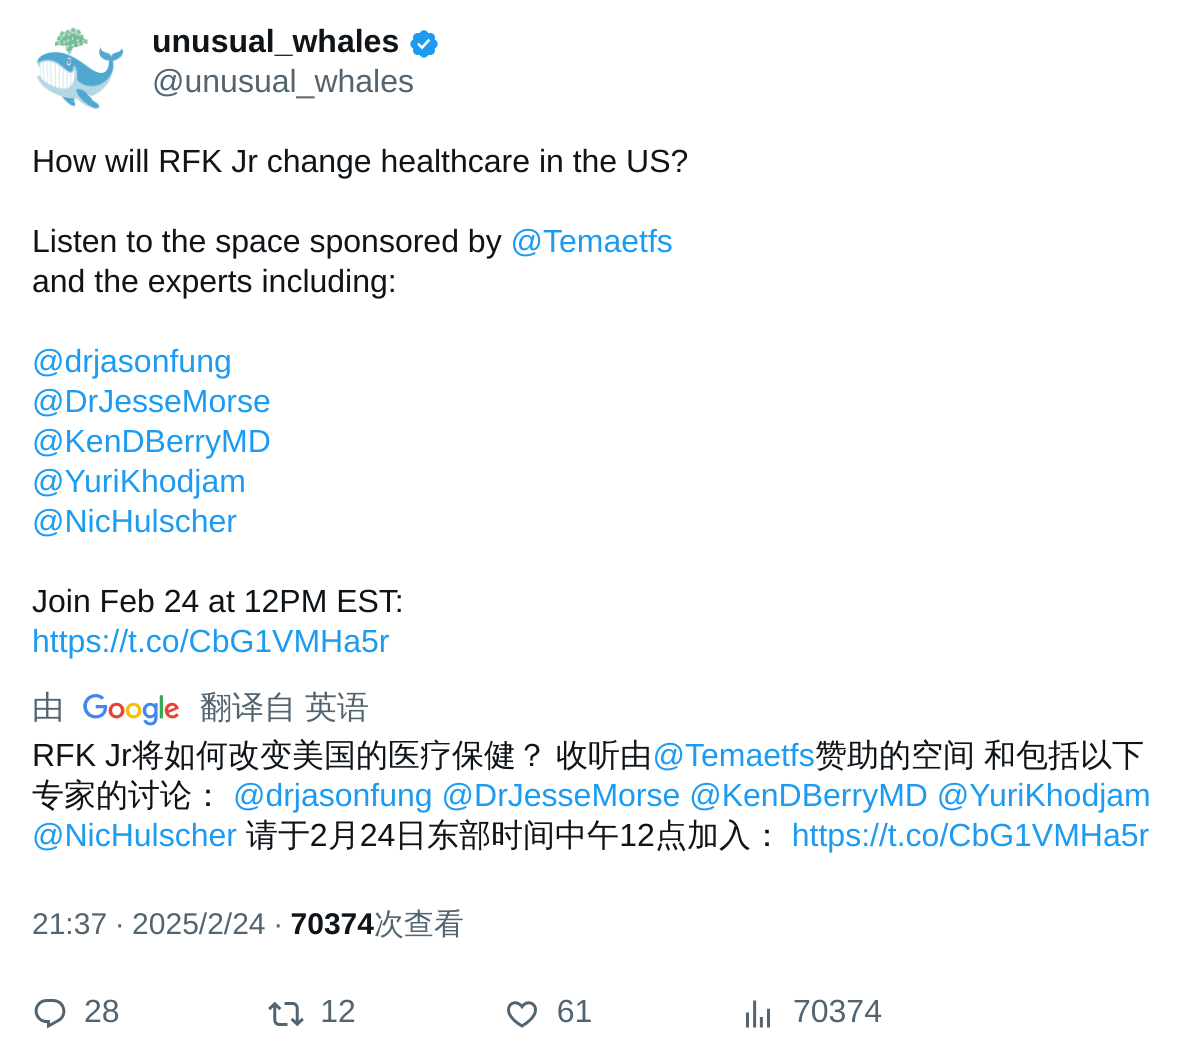 unusual_whales
@unusual_whales
How will RFK Jr change healthcare in the US?
Listen to the space sponsored by @Temaetfs
and the experts including:
@drjasonfung
@DrJesseMorse
@KenDBerryMD
@YuriKhodjam
@NicHulscher
Join Feb 24 at 12PM EST:
https://t.co/CbG1VMHa5r
由 Google 翻译自 英语
RFK Jr将如何改变美国的医疗保健？ 收听由@Temaetfs赞助的空间 和包括以下
专家的讨论： @drjasonfung @DrJesseMorse @KenDBerryMD @YuriKhodjam
@NicHulscher 请于2月24日东部时间中午12点加入： https://t.co/CbG1VMHa5r
21:37 · 2025/2/24 · 70374次查看
28 12 61 70374